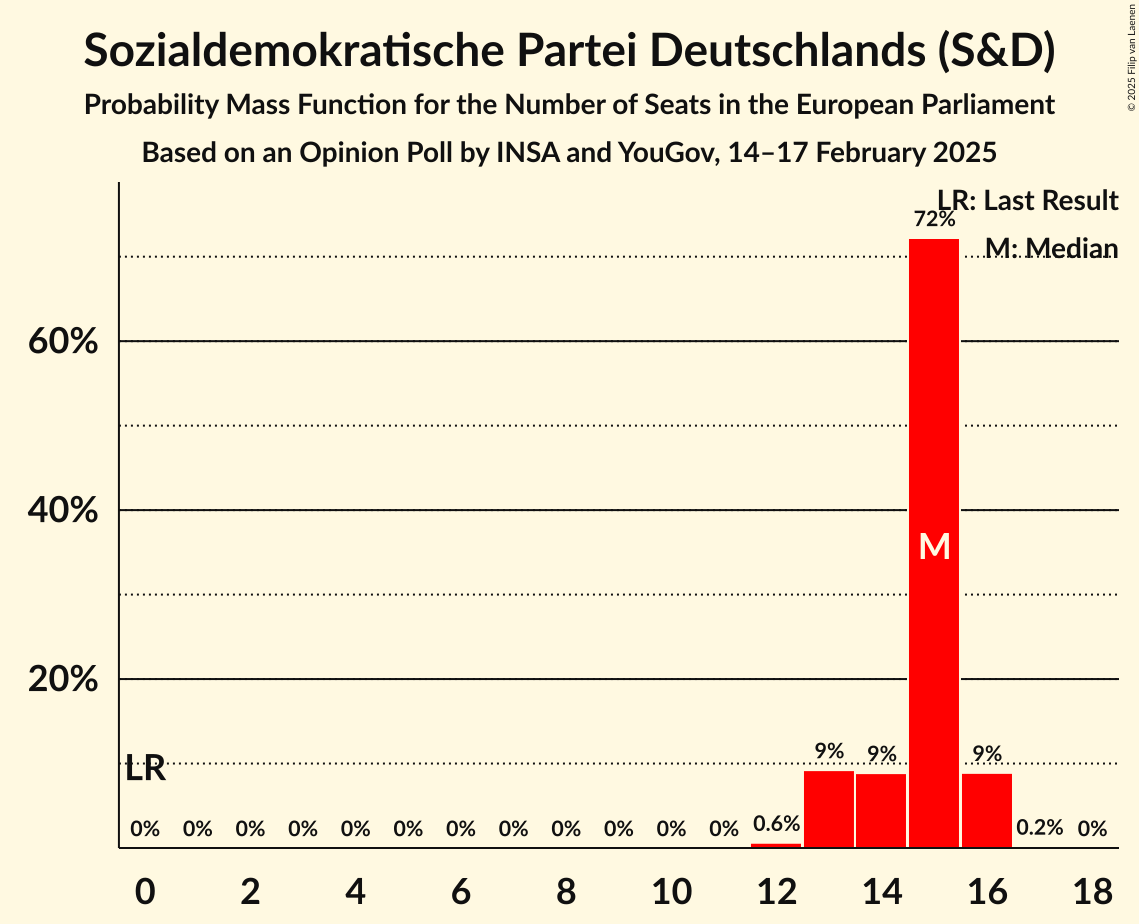 Sozialdemokratische Partei Deutschlands (S&D)
Probability Mass Function for the Number of Seats in the European Parliament
Based on an Opinion Poll by INSA and YouGov, 14–17 February 2025
© 2025 Filip van Laenen
LR: Last Result
M: Median
72%
60%
40%
M
20%
LR
9% 9% 9%
0% 0% 0% 0% 0% 0% 0% 0% 0% 0% 0% 0% 0.6% 0.2% 0%
0 2 4 6 8 10 12 14 16 18